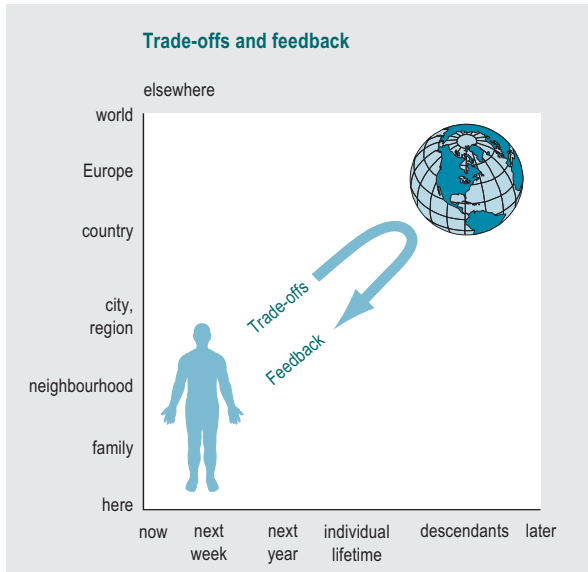 Trade-offs and feedback
elsewhere
world
Europe
country
city,
region
neighbourhood
family
here
Trade-offs
Feedback
now
next
week
next
year
individual
lifetime
descendants
later